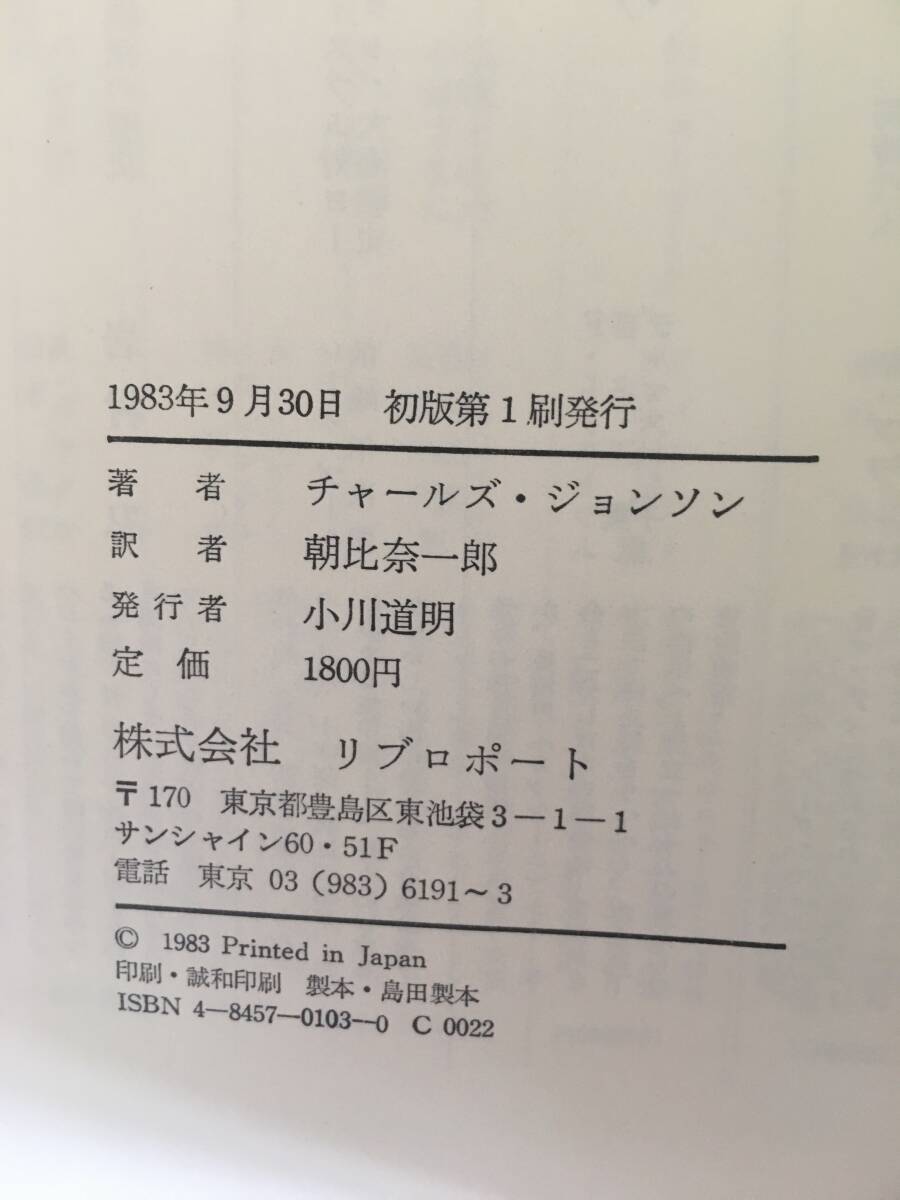 1983年9月30日　初版第1刷発行
著　者　チャールズ・ジョンソン
訳　者　朝比奈一郎
発行者　小川道明
定　価　1800円
株式会社　リブロポート
〒170　東京都豊島区東池袋3―1―1
サンシャイン60・51F
電話　東京 03 (983) 6191～3
© 1983 Printed in Japan
印刷・誠和印刷　製本・島田製本
ISBN 4―8457―0103―0　C 0022